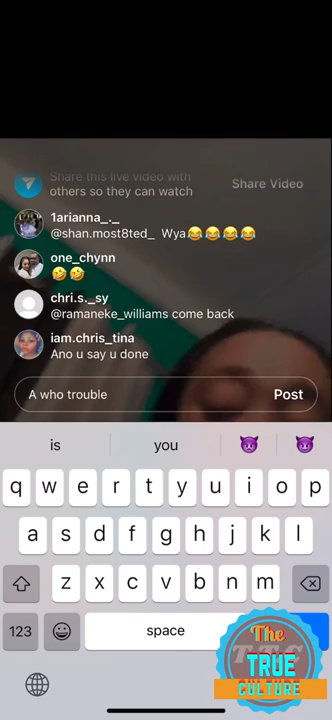 Share this live video with
others so they can watch
Share Video
1arianna_._
@shan.most8ted_ Wya😂😂😂😂
one_chynn
🤣🤣
chri.s._sy
@ramaneke_williams come back
iam.chris_tina
Ano u say u done
A who trouble
Post
is you 😈 😈
q w e r t y u i o p
a s d f g h j k l
z x c v b n m
123 space
The
TTC
TRUE
CULTURE